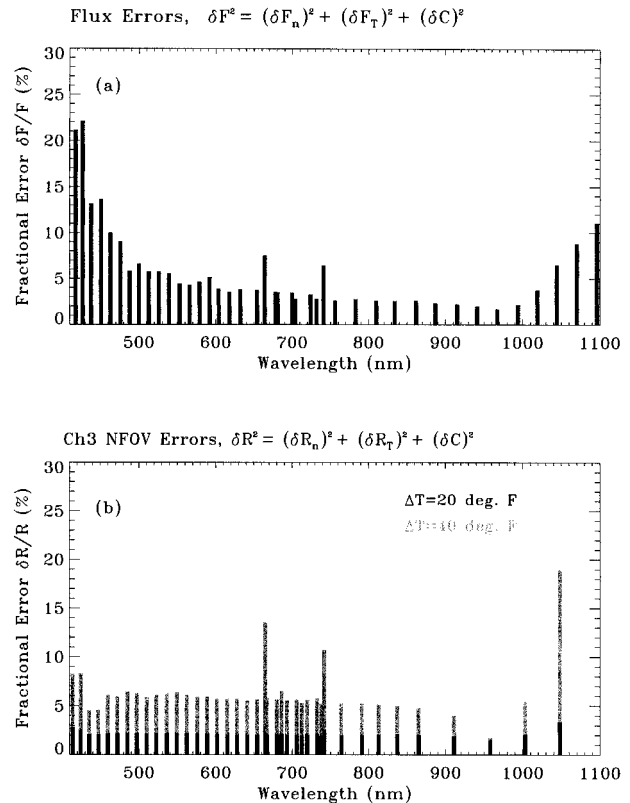 Flux Errors, δF² = (δFₙ)² + (δF_T)² + (δC)²
(a)
Fractional Error δF/F (%)
30
25
20
15
10
5
0
500 600 700 800 900 1000 1100
Wavelength (nm)
Ch3 NFOV Errors, δR² = (δRₙ)² + (δR_T)² + (δC)²
(b)
ΔT=20 deg. F
ΔT=40 deg. F
Fractional Error δR/R (%)
30
25
20
15
10
5
0
500 600 700 800 900 1000 1100
Wavelength (nm)